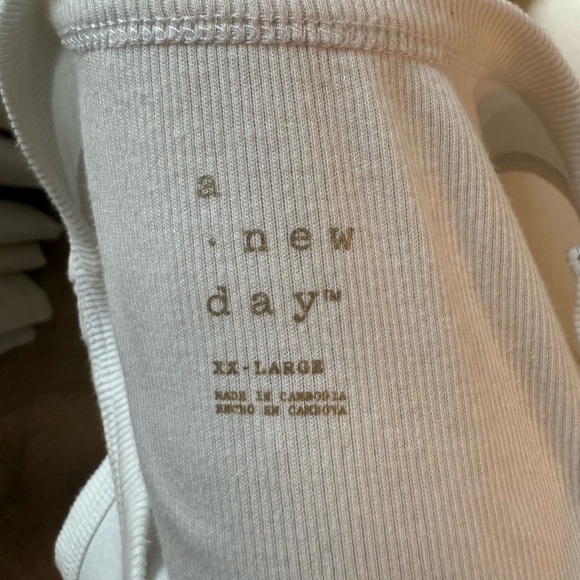 a
· new
day™
XX-LARGE
MADE IN CAMBODIA
HECHO EN CAMBOYA